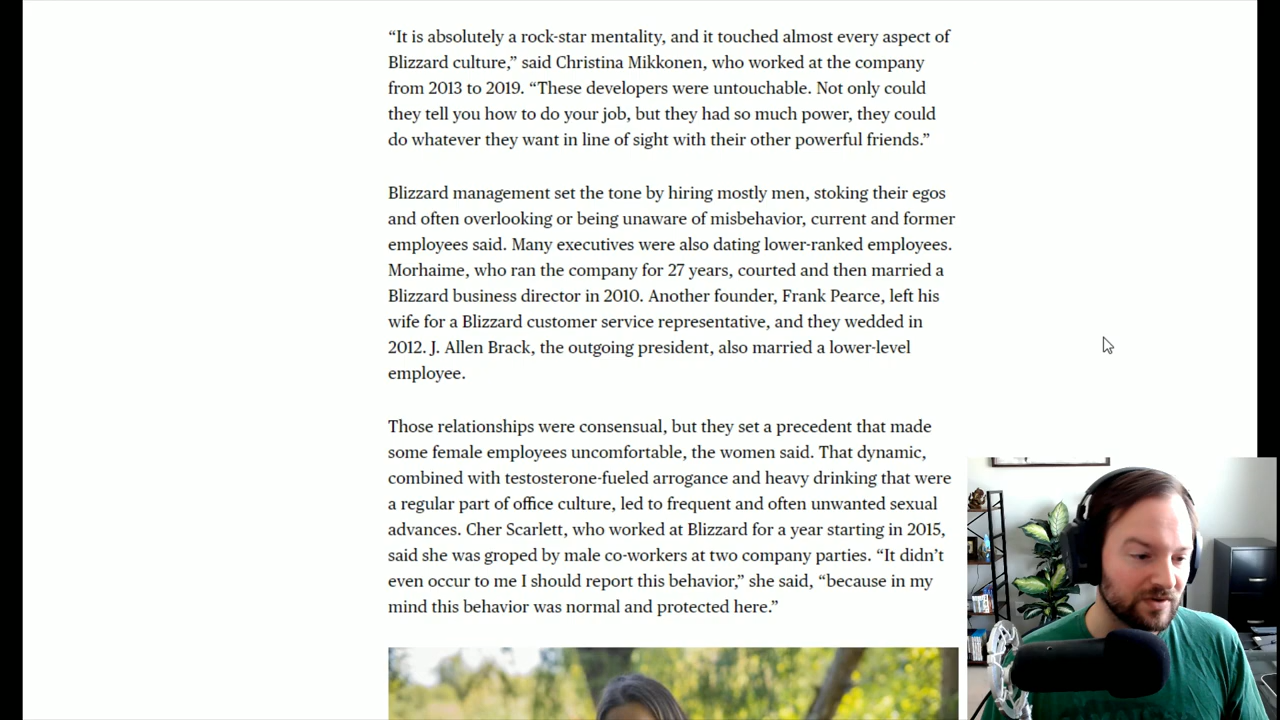 “It is absolutely a rock-star mentality, and it touched almost every aspect of
Blizzard culture,” said Christina Mikkonen, who worked at the company
from 2013 to 2019. “These developers were untouchable. Not only could
they tell you how to do your job, but they had so much power, they could
do whatever they want in line of sight with their other powerful friends.”
Blizzard management set the tone by hiring mostly men, stoking their egos
and often overlooking or being unaware of misbehavior, current and former
employees said. Many executives were also dating lower-ranked employees.
Morhaime, who ran the company for 27 years, courted and then married a
Blizzard business director in 2010. Another founder, Frank Pearce, left his
wife for a Blizzard customer service representative, and they wedded in
2012. J. Allen Brack, the outgoing president, also married a lower-level
employee.
Those relationships were consensual, but they set a precedent that made
some female employees uncomfortable, the women said. That dynamic,
combined with testosterone-fueled arrogance and heavy drinking that were
a regular part of office culture, led to frequent and often unwanted sexual
advances. Cher Scarlett, who worked at Blizzard for a year starting in 2015,
said she was groped by male co-workers at two company parties. “It didn’t
even occur to me I should report this behavior,” she said, “because in my
mind this behavior was normal and protected here.”